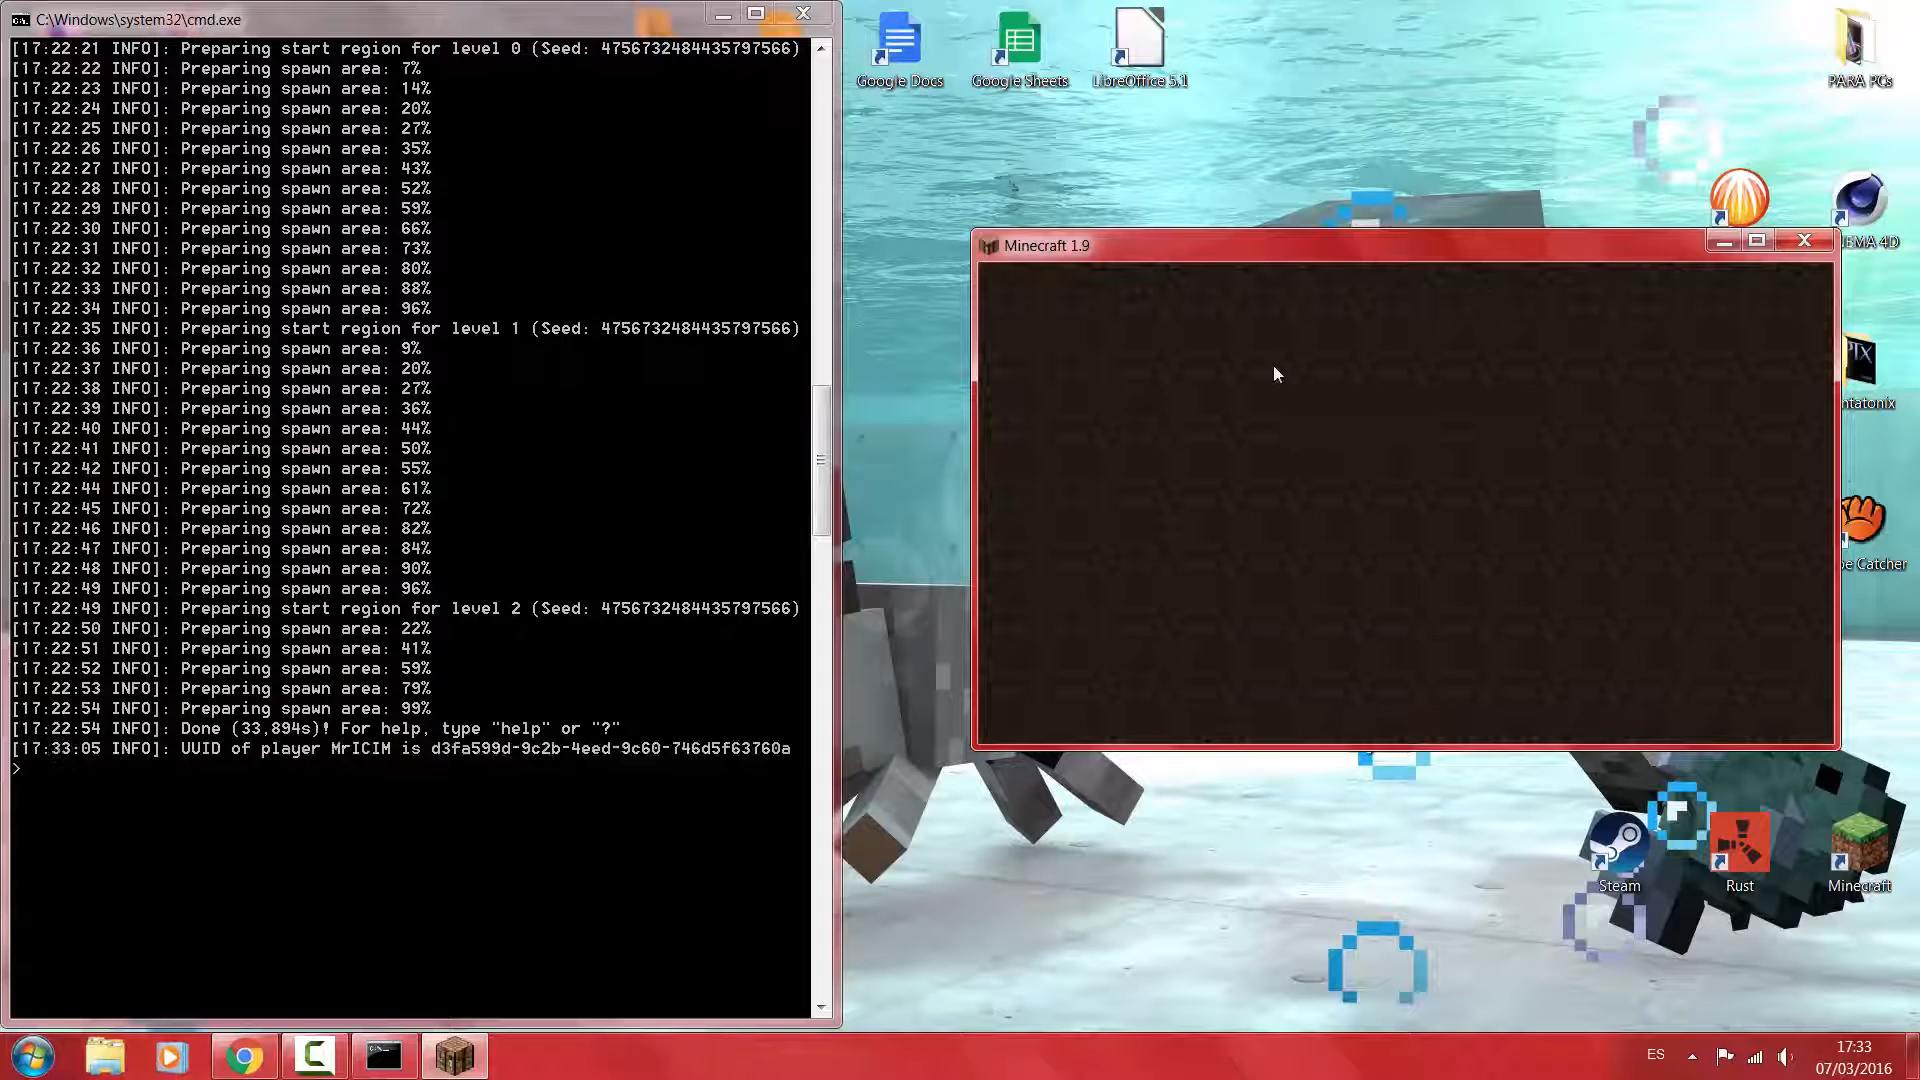 C:\Windows\system32\cmd.exe
[17:22:21 INFO]: Preparing start region for level 0 (Seed: 4756732484435797566)
[17:22:22 INFO]: Preparing spawn area: 7%
[17:22:23 INFO]: Preparing spawn area: 14%
[17:22:24 INFO]: Preparing spawn area: 20%
[17:22:25 INFO]: Preparing spawn area: 27%
[17:22:26 INFO]: Preparing spawn area: 35%
[17:22:27 INFO]: Preparing spawn area: 43%
[17:22:28 INFO]: Preparing spawn area: 52%
[17:22:29 INFO]: Preparing spawn area: 59%
[17:22:30 INFO]: Preparing spawn area: 66%
[17:22:31 INFO]: Preparing spawn area: 73%
[17:22:32 INFO]: Preparing spawn area: 80%
[17:22:33 INFO]: Preparing spawn area: 88%
[17:22:34 INFO]: Preparing spawn area: 96%
[17:22:35 INFO]: Preparing start region for level 1 (Seed: 4756732484435797566)
[17:22:36 INFO]: Preparing spawn area: 9%
[17:22:37 INFO]: Preparing spawn area: 20%
[17:22:38 INFO]: Preparing spawn area: 27%
[17:22:39 INFO]: Preparing spawn area: 36%
[17:22:40 INFO]: Preparing spawn area: 44%
[17:22:41 INFO]: Preparing spawn area: 50%
[17:22:42 INFO]: Preparing spawn area: 55%
[17:22:44 INFO]: Preparing spawn area: 61%
[17:22:45 INFO]: Preparing spawn area: 72%
[17:22:46 INFO]: Preparing spawn area: 82%
[17:22:47 INFO]: Preparing spawn area: 84%
[17:22:48 INFO]: Preparing spawn area: 90%
[17:22:49 INFO]: Preparing spawn area: 96%
[17:22:49 INFO]: Preparing start region for level 2 (Seed: 4756732484435797566)
[17:22:50 INFO]: Preparing spawn area: 22%
[17:22:51 INFO]: Preparing spawn area: 41%
[17:22:52 INFO]: Preparing spawn area: 59%
[17:22:53 INFO]: Preparing spawn area: 79%
[17:22:54 INFO]: Preparing spawn area: 99%
[17:22:54 INFO]: Done (33,894s)! For help, type "help" or "?"
[17:33:05 INFO]: UUID of player MrICIM is d3fa599d-9c2b-4eed-9c60-746d5f63760a
>
Google Docs
Google Sheets
LibreOffice 5.1
PARA PCs
EMA 4D
Minecraft 1.9
PTX
ntatonix
be Catcher
Steam
Rust
Minecraft
ES
17:33
07/03/2016